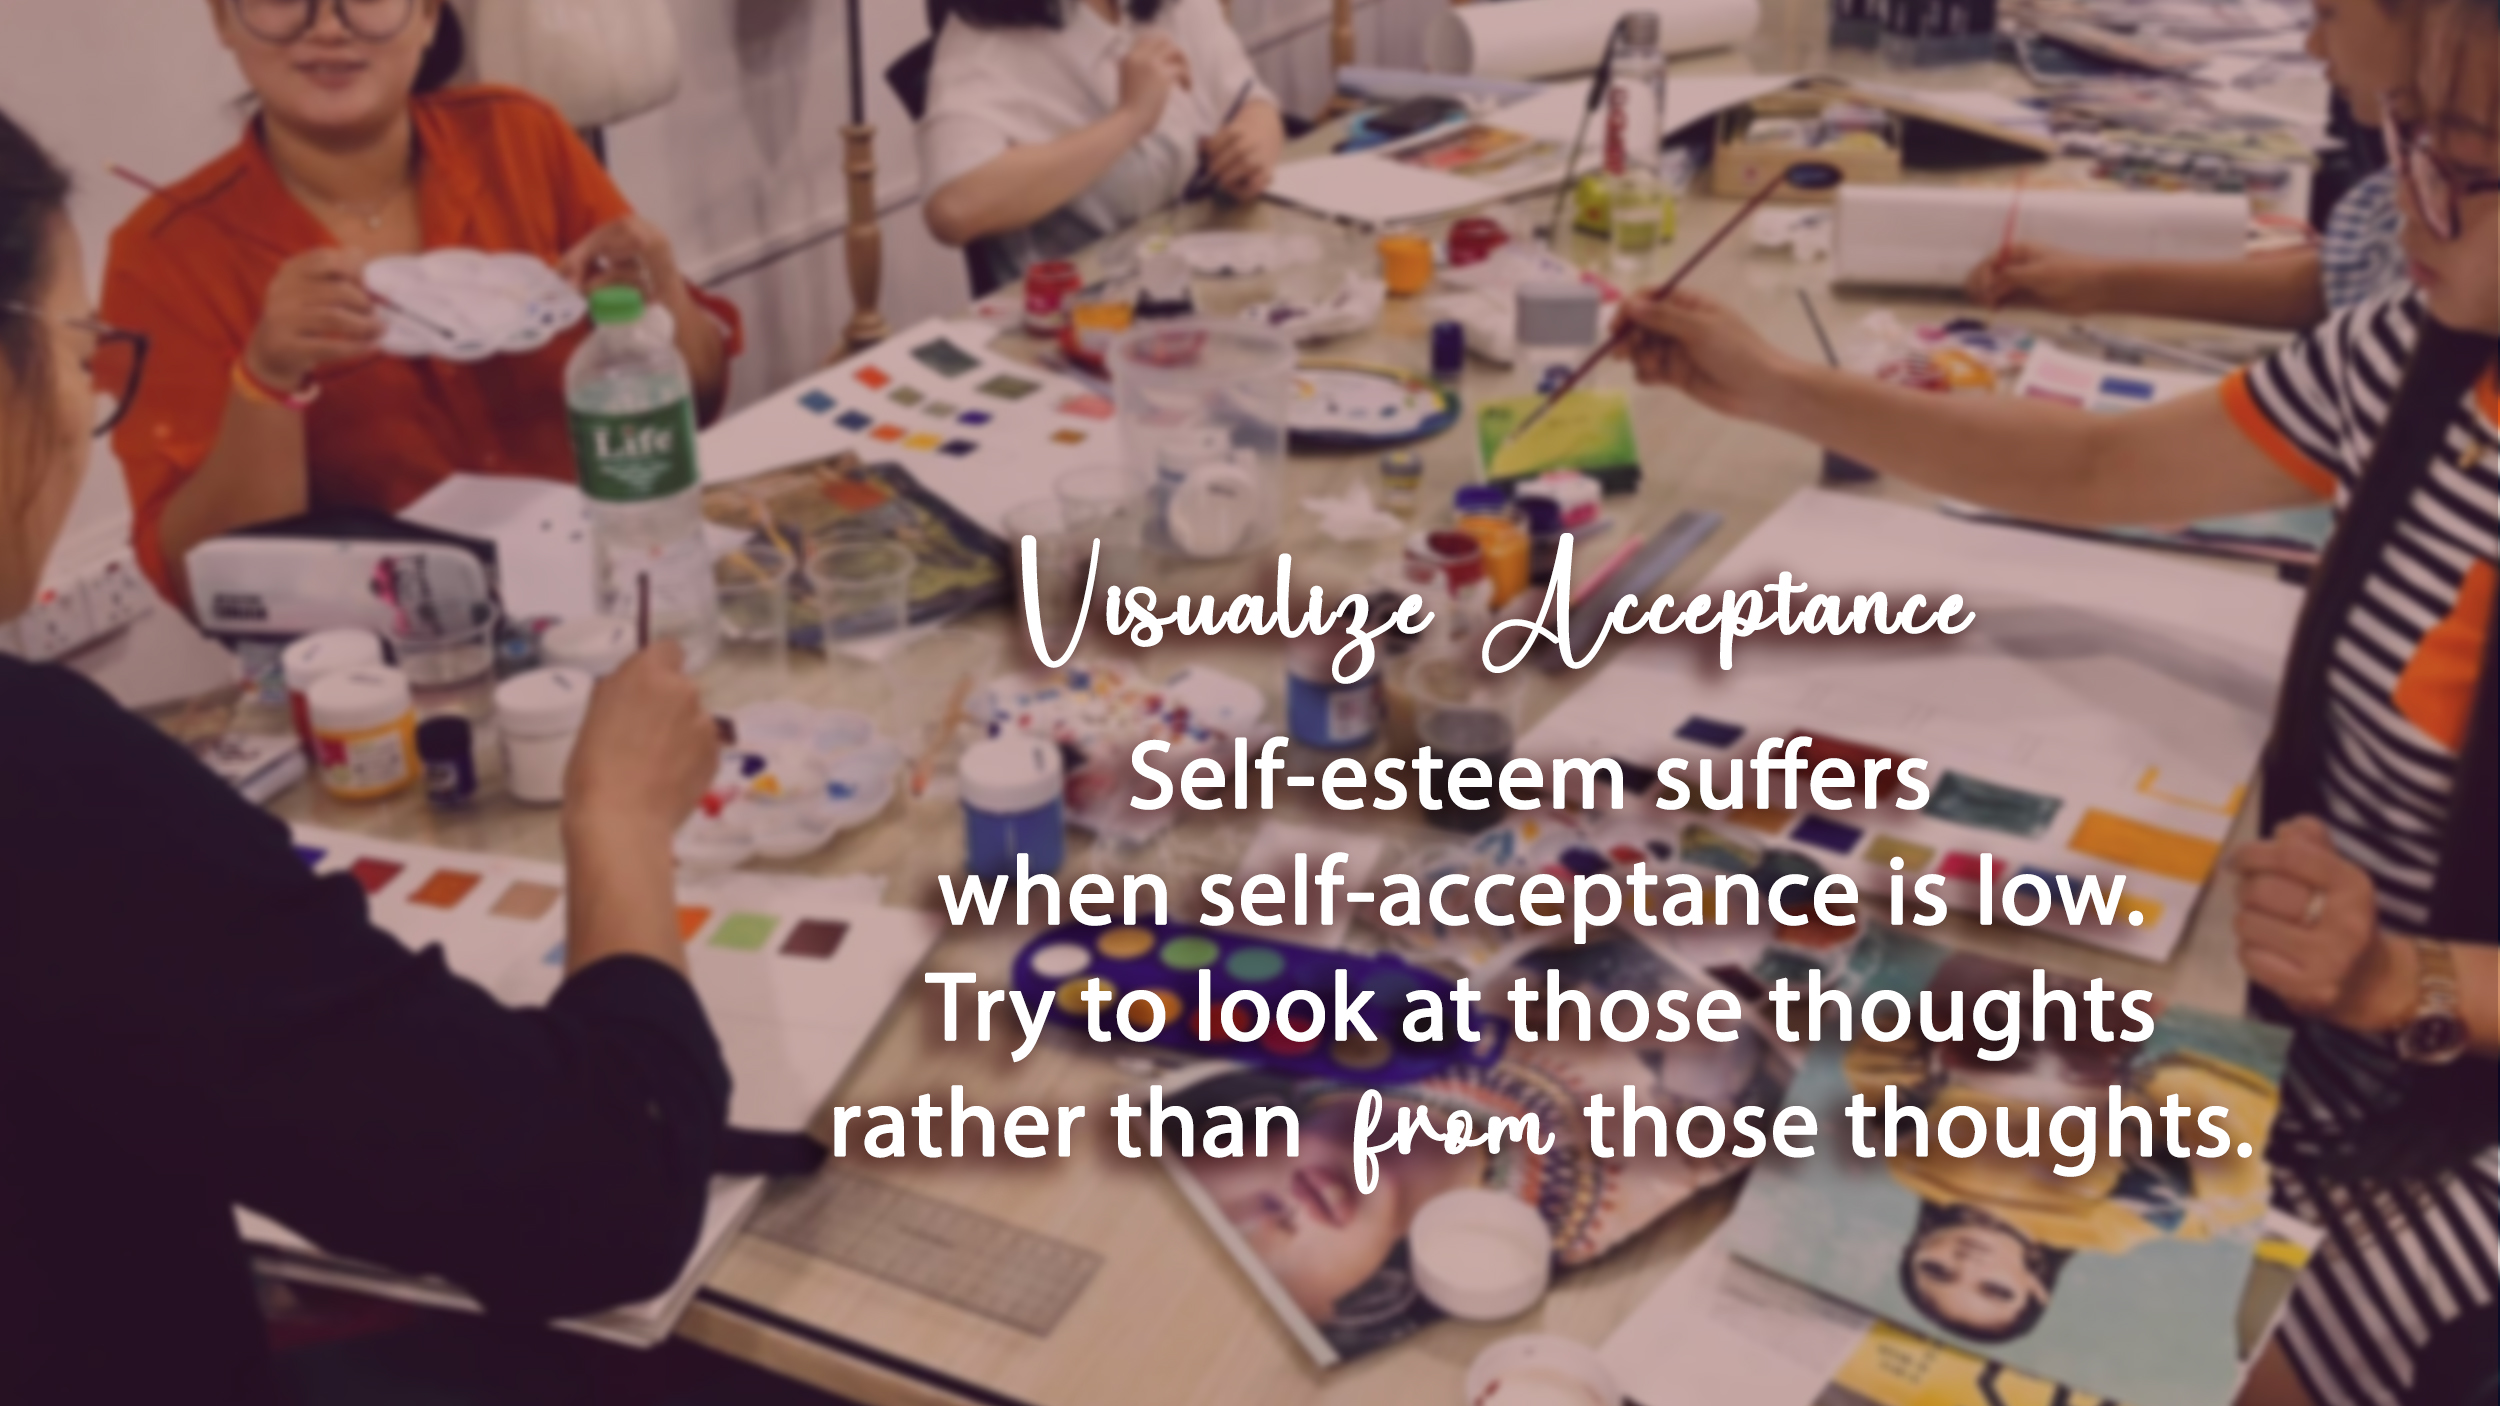 Life
Visualize Acceptance
Self-esteem suffers
when self-acceptance is low.
Try to look at those thoughts
rather than from those thoughts.